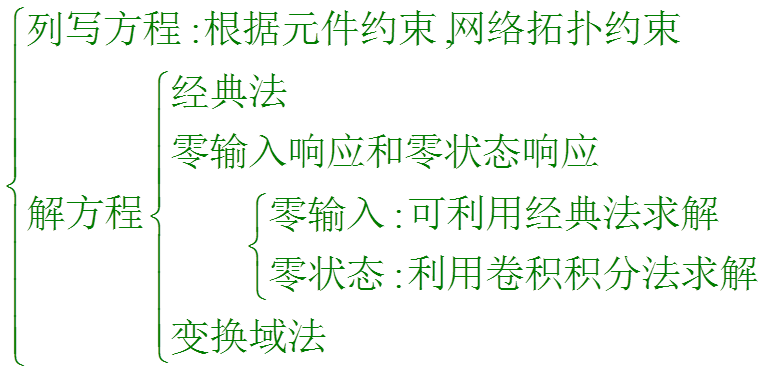 列写方程:根据元件约束,网络拓扑约束
经典法
零输入响应和零状态响应
解方程
零输入:可利用经典法求解
零状态:利用卷积积分法求解
变换域法